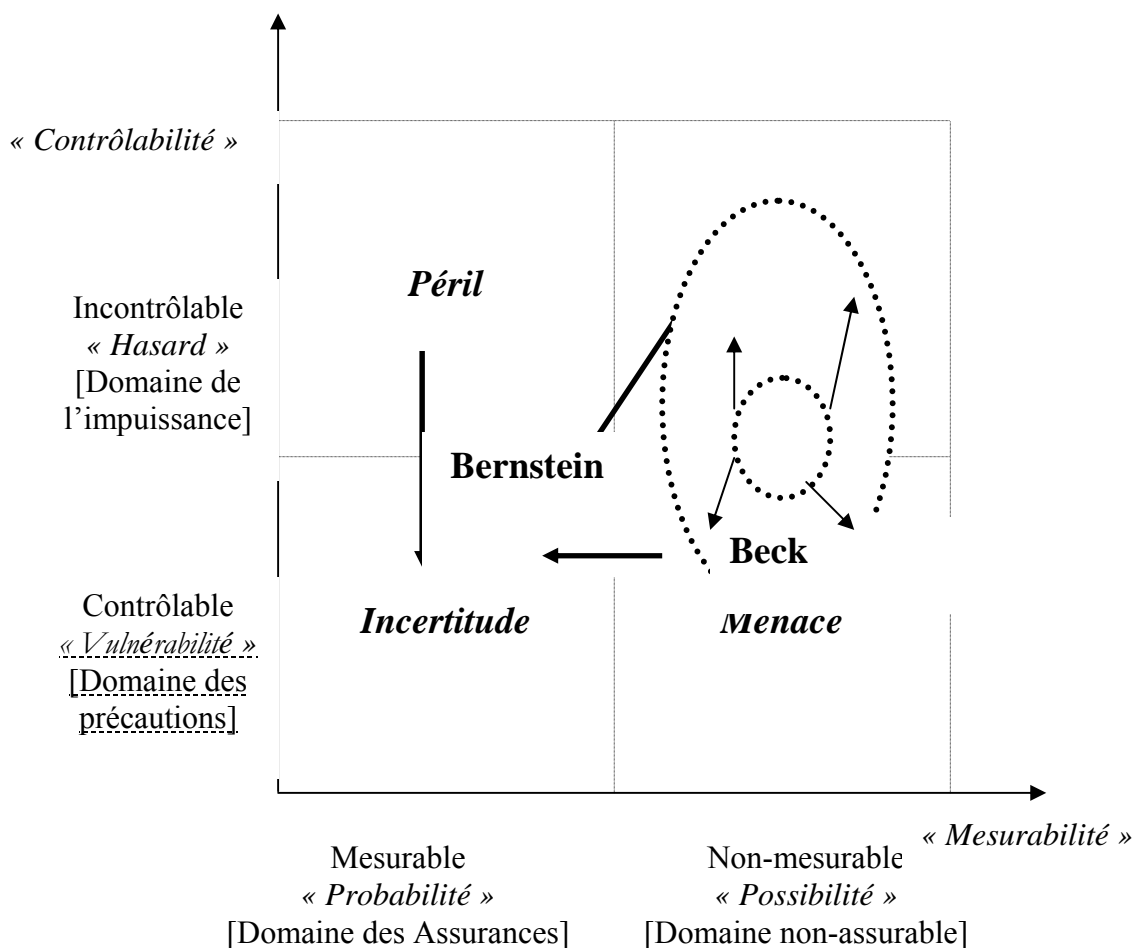 « Contrôlabilité »
Péril
Incontrôlable
« Hasard »
[Domaine de
l’impuissance]
Bernstein
Beck
Contrôlable
« Vulnérabilité »
[Domaine des
précautions]
Incertitude
Menace
« Mesurabilité »
Mesurable
« Probabilité »
[Domaine des Assurances]
Non-mesurable
« Possibilité »
[Domaine non-assurable]